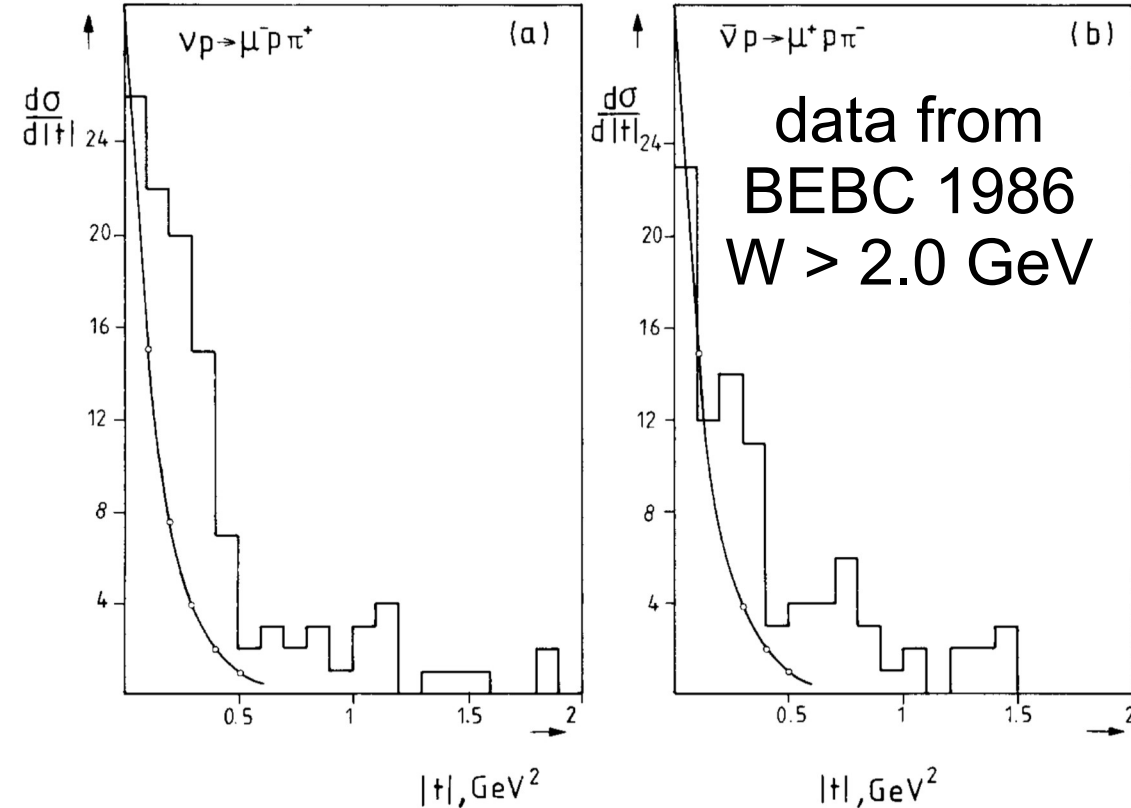 νp→μ⁻pπ⁺
(a)
dσ
d|t|
24
20
16
12
8
4
0.5
1
1.5
2
|t|, GeV²
ν̄p→μ⁺pπ⁻
(b)
dσ
d|t|
24
20
16
12
8
4
0.5
1
1.5
2
|t|, GeV²
data from
BEBC 1986
W > 2.0 GeV